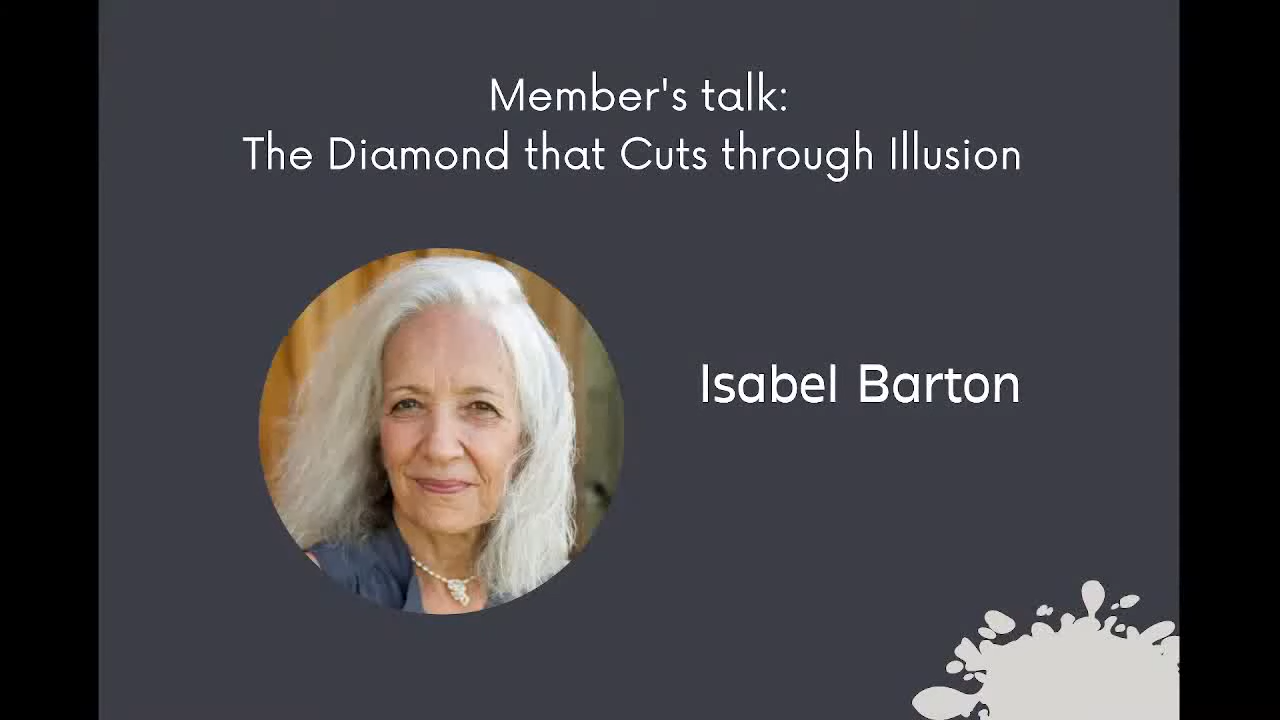 Member's talk:
The Diamond that Cuts through Illusion
Isabel Barton